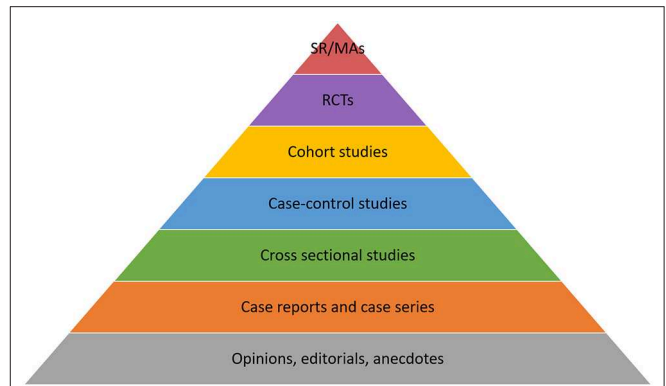 SR/MAs
RCTs
Cohort studies
Case-control studies
Cross sectional studies
Case reports and case series
Opinions, editorials, anecdotes